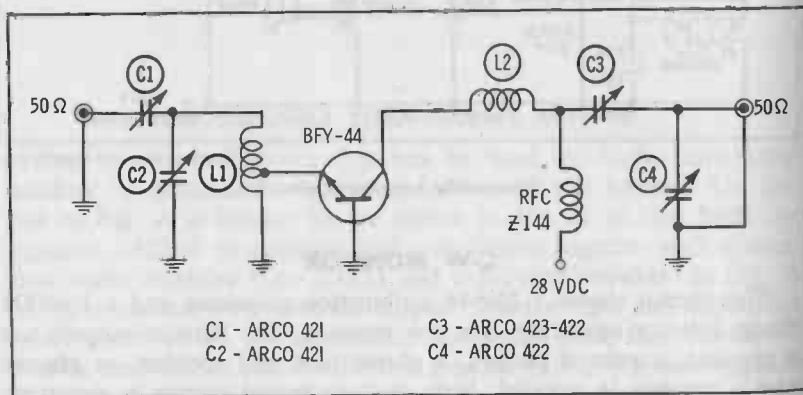 C1
L2
C3
50Ω
50Ω
BFY-44
C2
L1
C4
RFC
Z144
28 VDC
C1 - ARCO 421
C3 - ARCO 423-422
C2 - ARCO 421
C4 - ARCO 422